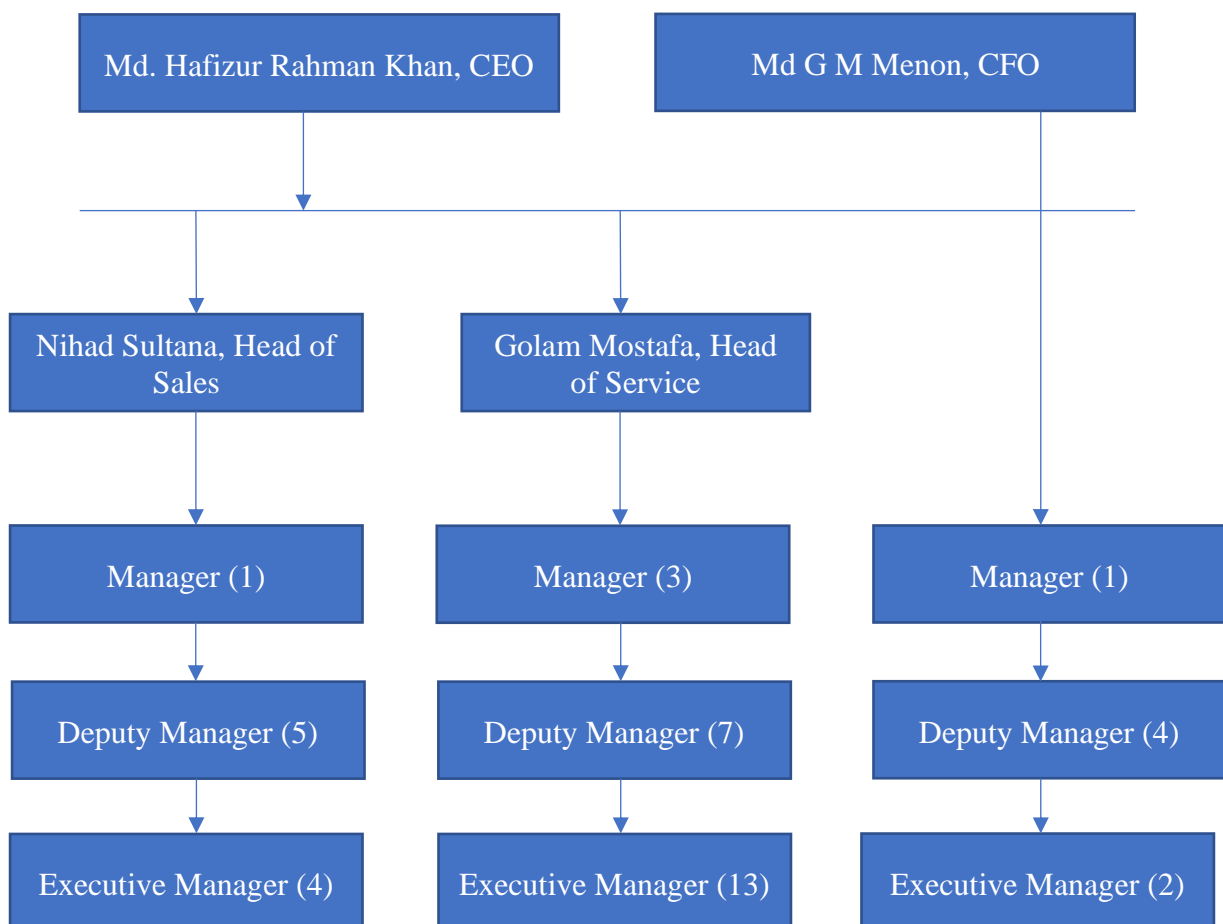 Md. Hafizur Rahman Khan, CEO
Md G M Menon, CFO
Nihad Sultana, Head of
Sales
Golam Mostafa, Head
of Service
Manager (1)
Manager (3)
Manager (1)
Deputy Manager (5)
Deputy Manager (7)
Deputy Manager (4)
Executive Manager (4)
Executive Manager (13)
Executive Manager (2)